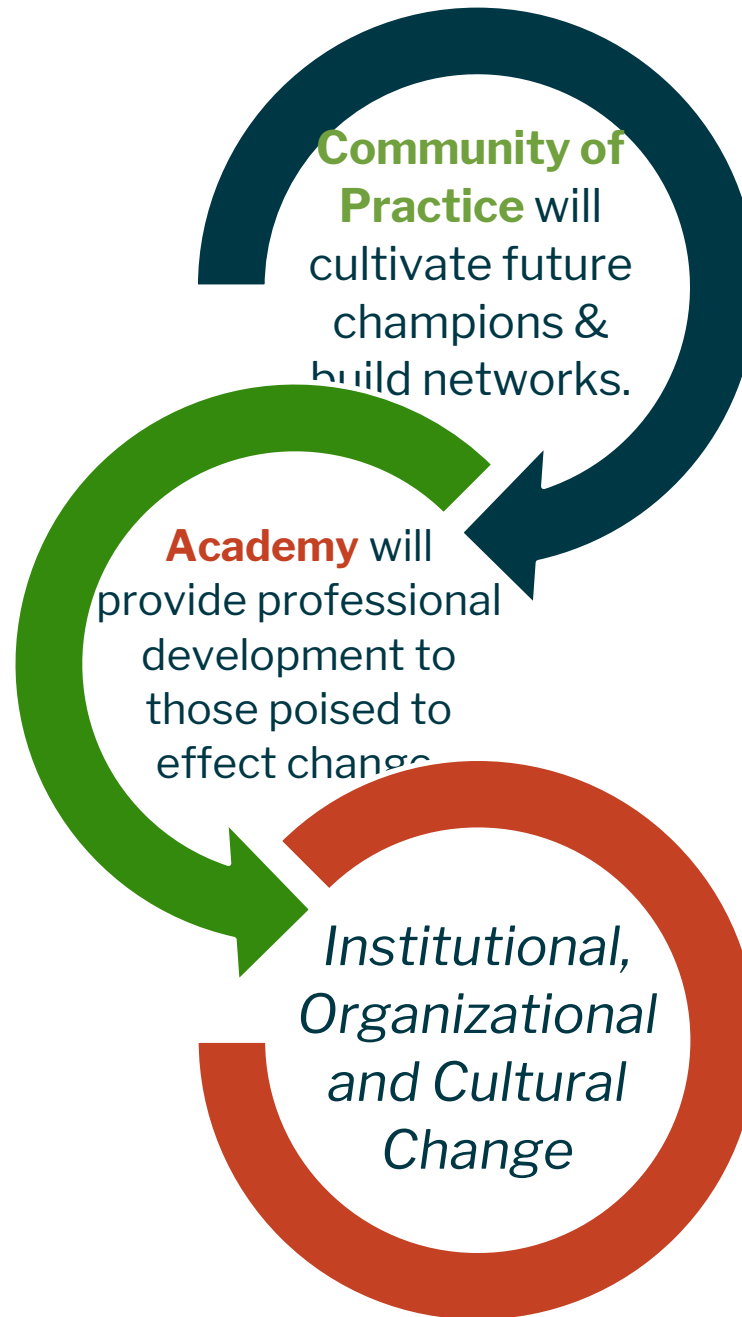 Community of
Practice will
cultivate future
champions &
build networks.
Academy will
provide professional
development to
those poised to
effect change
Institutional,
Organizational
and Cultural
Change